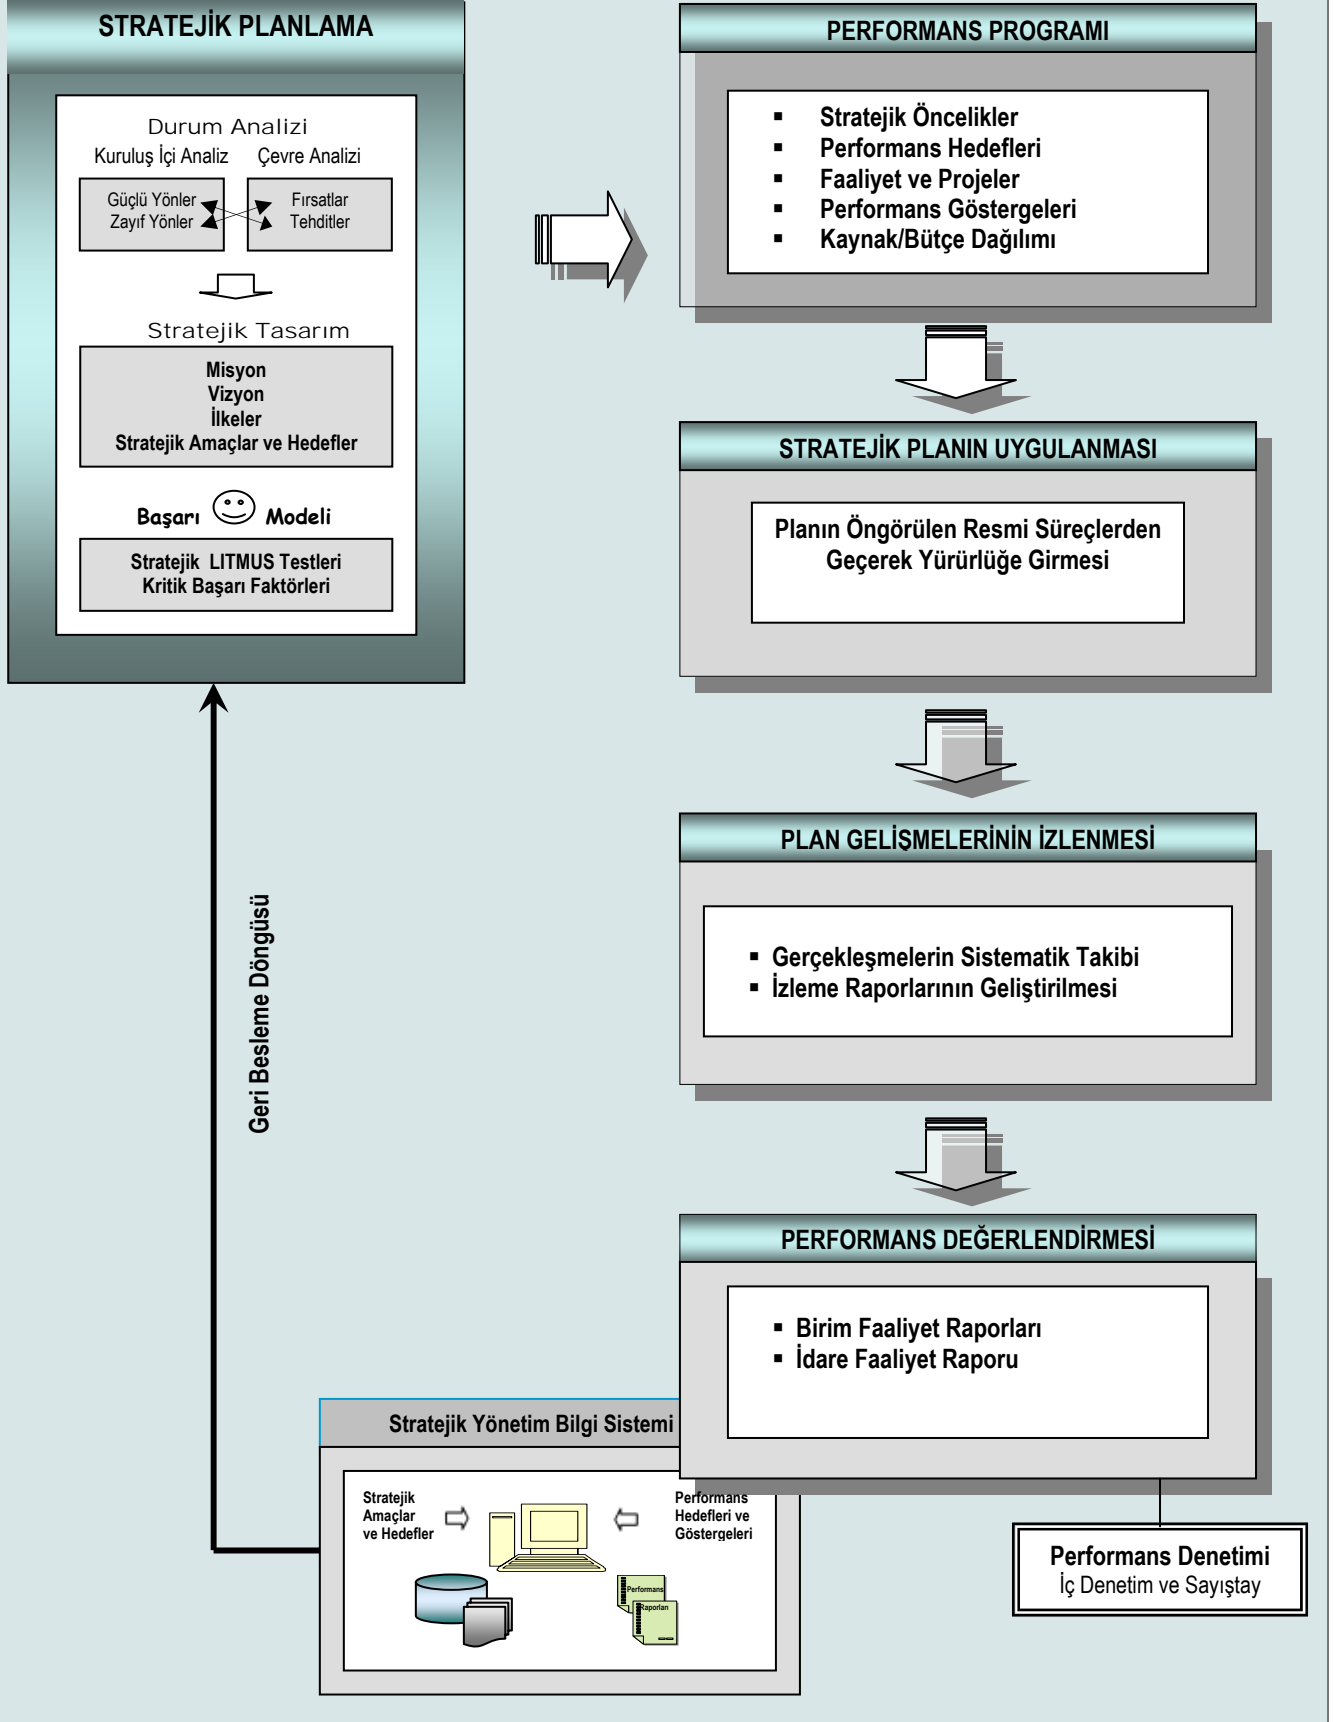 STRATEJİK PLANLAMA
Durum Analizi
Kuruluş İçi Analiz
Çevre Analizi
Güçlü Yönler
Zayıf Yönler
Fırsatlar
Tehditler
Stratejik Tasarım
Misyon
Vizyon
İlkeler
Stratejik Amaçlar ve Hedefler
Başarı Modeli
Stratejik LITMUS Testleri
Kritik Başarı Faktörleri
PERFORMANS PROGRAMI
▪ Stratejik Öncelikler
▪ Performans Hedefleri
▪ Faaliyet ve Projeler
▪ Performans Göstergeleri
▪ Kaynak/Bütçe Dağılımı
STRATEJİK PLANIN UYGULANMASI
Planın Öngörülen Resmi Süreçlerden
Geçerek Yürürlüğe Girmesi
PLAN GELİŞMELERİNİN İZLENMESİ
▪ Gerçekleşmelerin Sistematik Takibi
▪ İzleme Raporlarının Geliştirilmesi
PERFORMANS DEĞERLENDİRMESİ
▪ Birim Faaliyet Raporları
▪ İdare Faaliyet Raporu
Performans Denetimi
İç Denetim ve Sayıştay
Geri Besleme Döngüsü
Stratejik Yönetim Bilgi Sistemi
Stratejik
Amaçlar
ve Hedefler
Performans
Hedefleri ve
Göstergeleri
Performans
Raporları